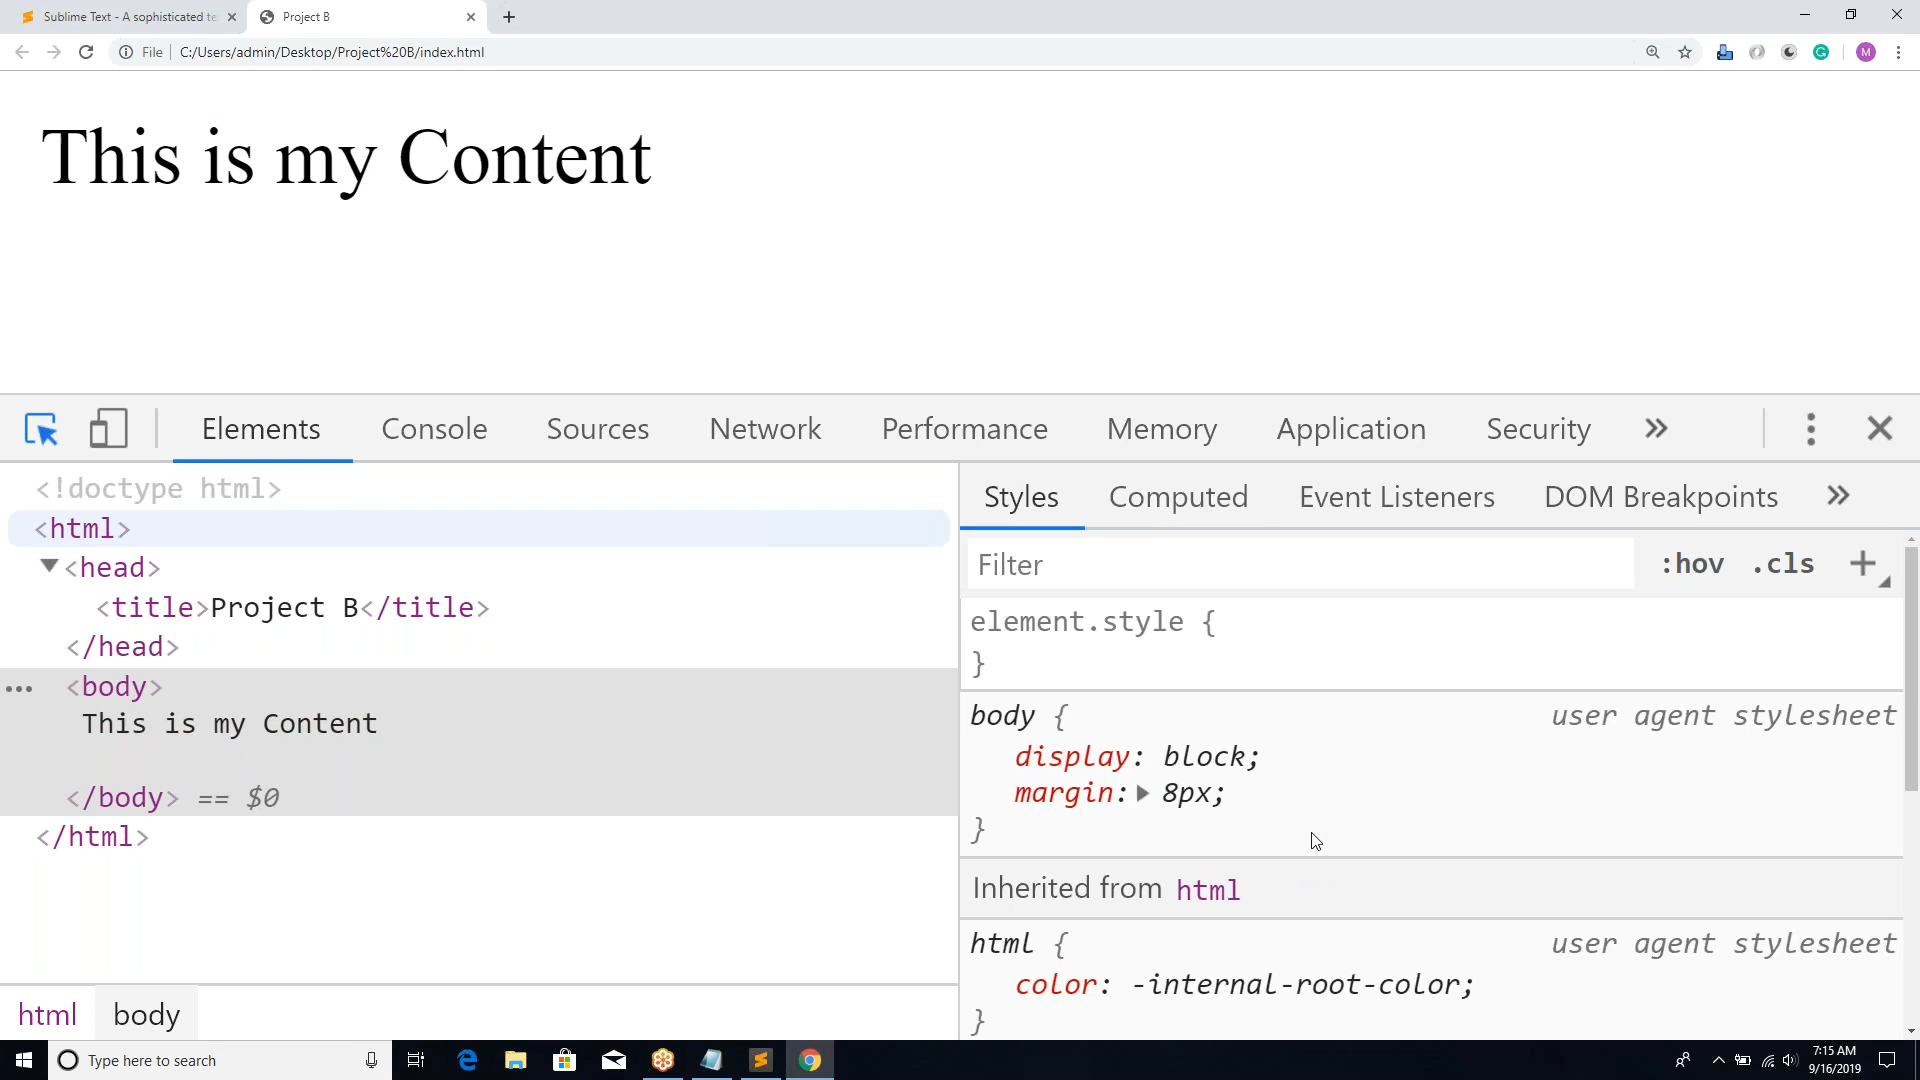 Sublime Text - A sophisticated te
Project B
File
C:/Users/admin/Desktop/Project%20B/index.html
M
This is my Content
Elements
Console
Sources
Network
Performance
Memory
Application
Security
<!doctype html>
<html>
<head>
<title>Project B</title>
</head>
<body>
This is my Content
</body> == $0
</html>
html
body
Styles
Computed
Event Listeners
DOM Breakpoints
Filter
:hov
.cls
element.style {
}
body {
user agent stylesheet
display: block;
margin: 8px;
}
Inherited from html
html {
user agent stylesheet
color: -internal-root-color;
}
Type here to search
7:15 AM
9/16/2019